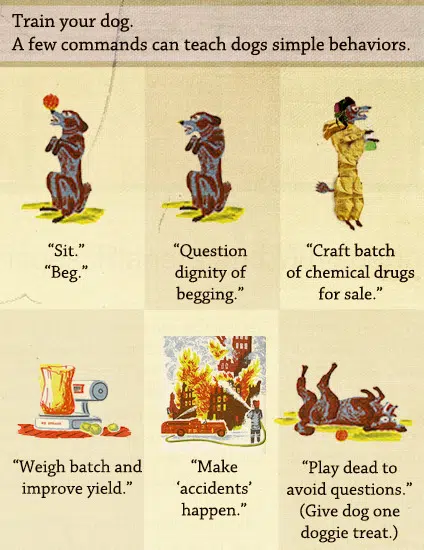 Train your dog.
A few commands can teach dogs simple behaviors.
“Sit.”
“Beg.”
“Question
dignity of
begging.”
“Craft batch
of chemical drugs
for sale.”
“Weigh batch and
improve yield.”
“Make
‘accidents’
happen.”
“Play dead to
avoid questions.”
(Give dog one
doggie treat.)